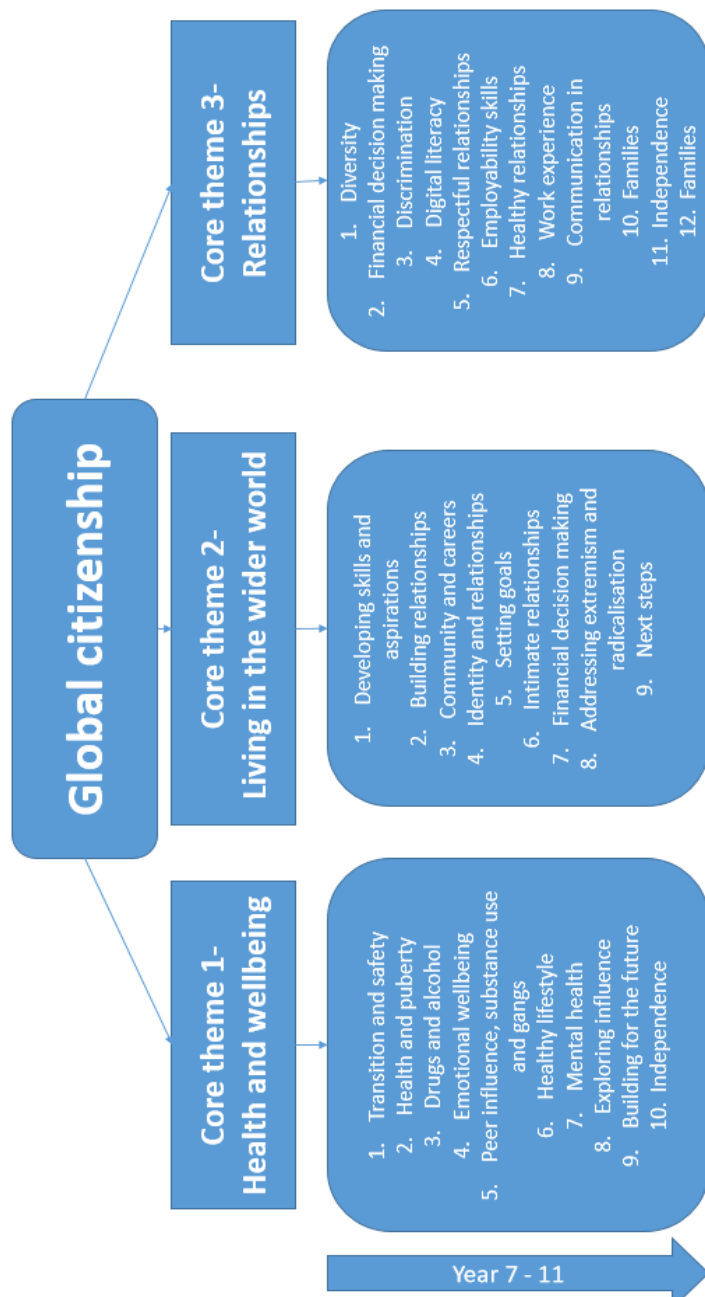 Global citizenship
Core theme 1-
Health and wellbeing
Core theme 2-
Living in the wider world
Core theme 3-
Relationships
Year 7 - 11
1. Transition and safety
2. Health and puberty
3. Drugs and alcohol
4. Emotional wellbeing
5. Peer influence, substance use
and gangs
6. Healthy lifestyle
7. Mental health
8. Exploring influence
9. Building for the future
10. Independence
1. Developing skills and
aspirations
2. Building relationships
3. Community and careers
4. Identity and relationships
5. Setting goals
6. Intimate relationships
7. Financial decision making
8. Addressing extremism and
radicalisation
9. Next steps
1. Diversity
2. Financial decision making
3. Discrimination
4. Digital literacy
5. Respectful relationships
6. Employability skills
7. Healthy relationships
8. Work experience
9. Communication in
relationships
10. Families
11. Independence
12. Families